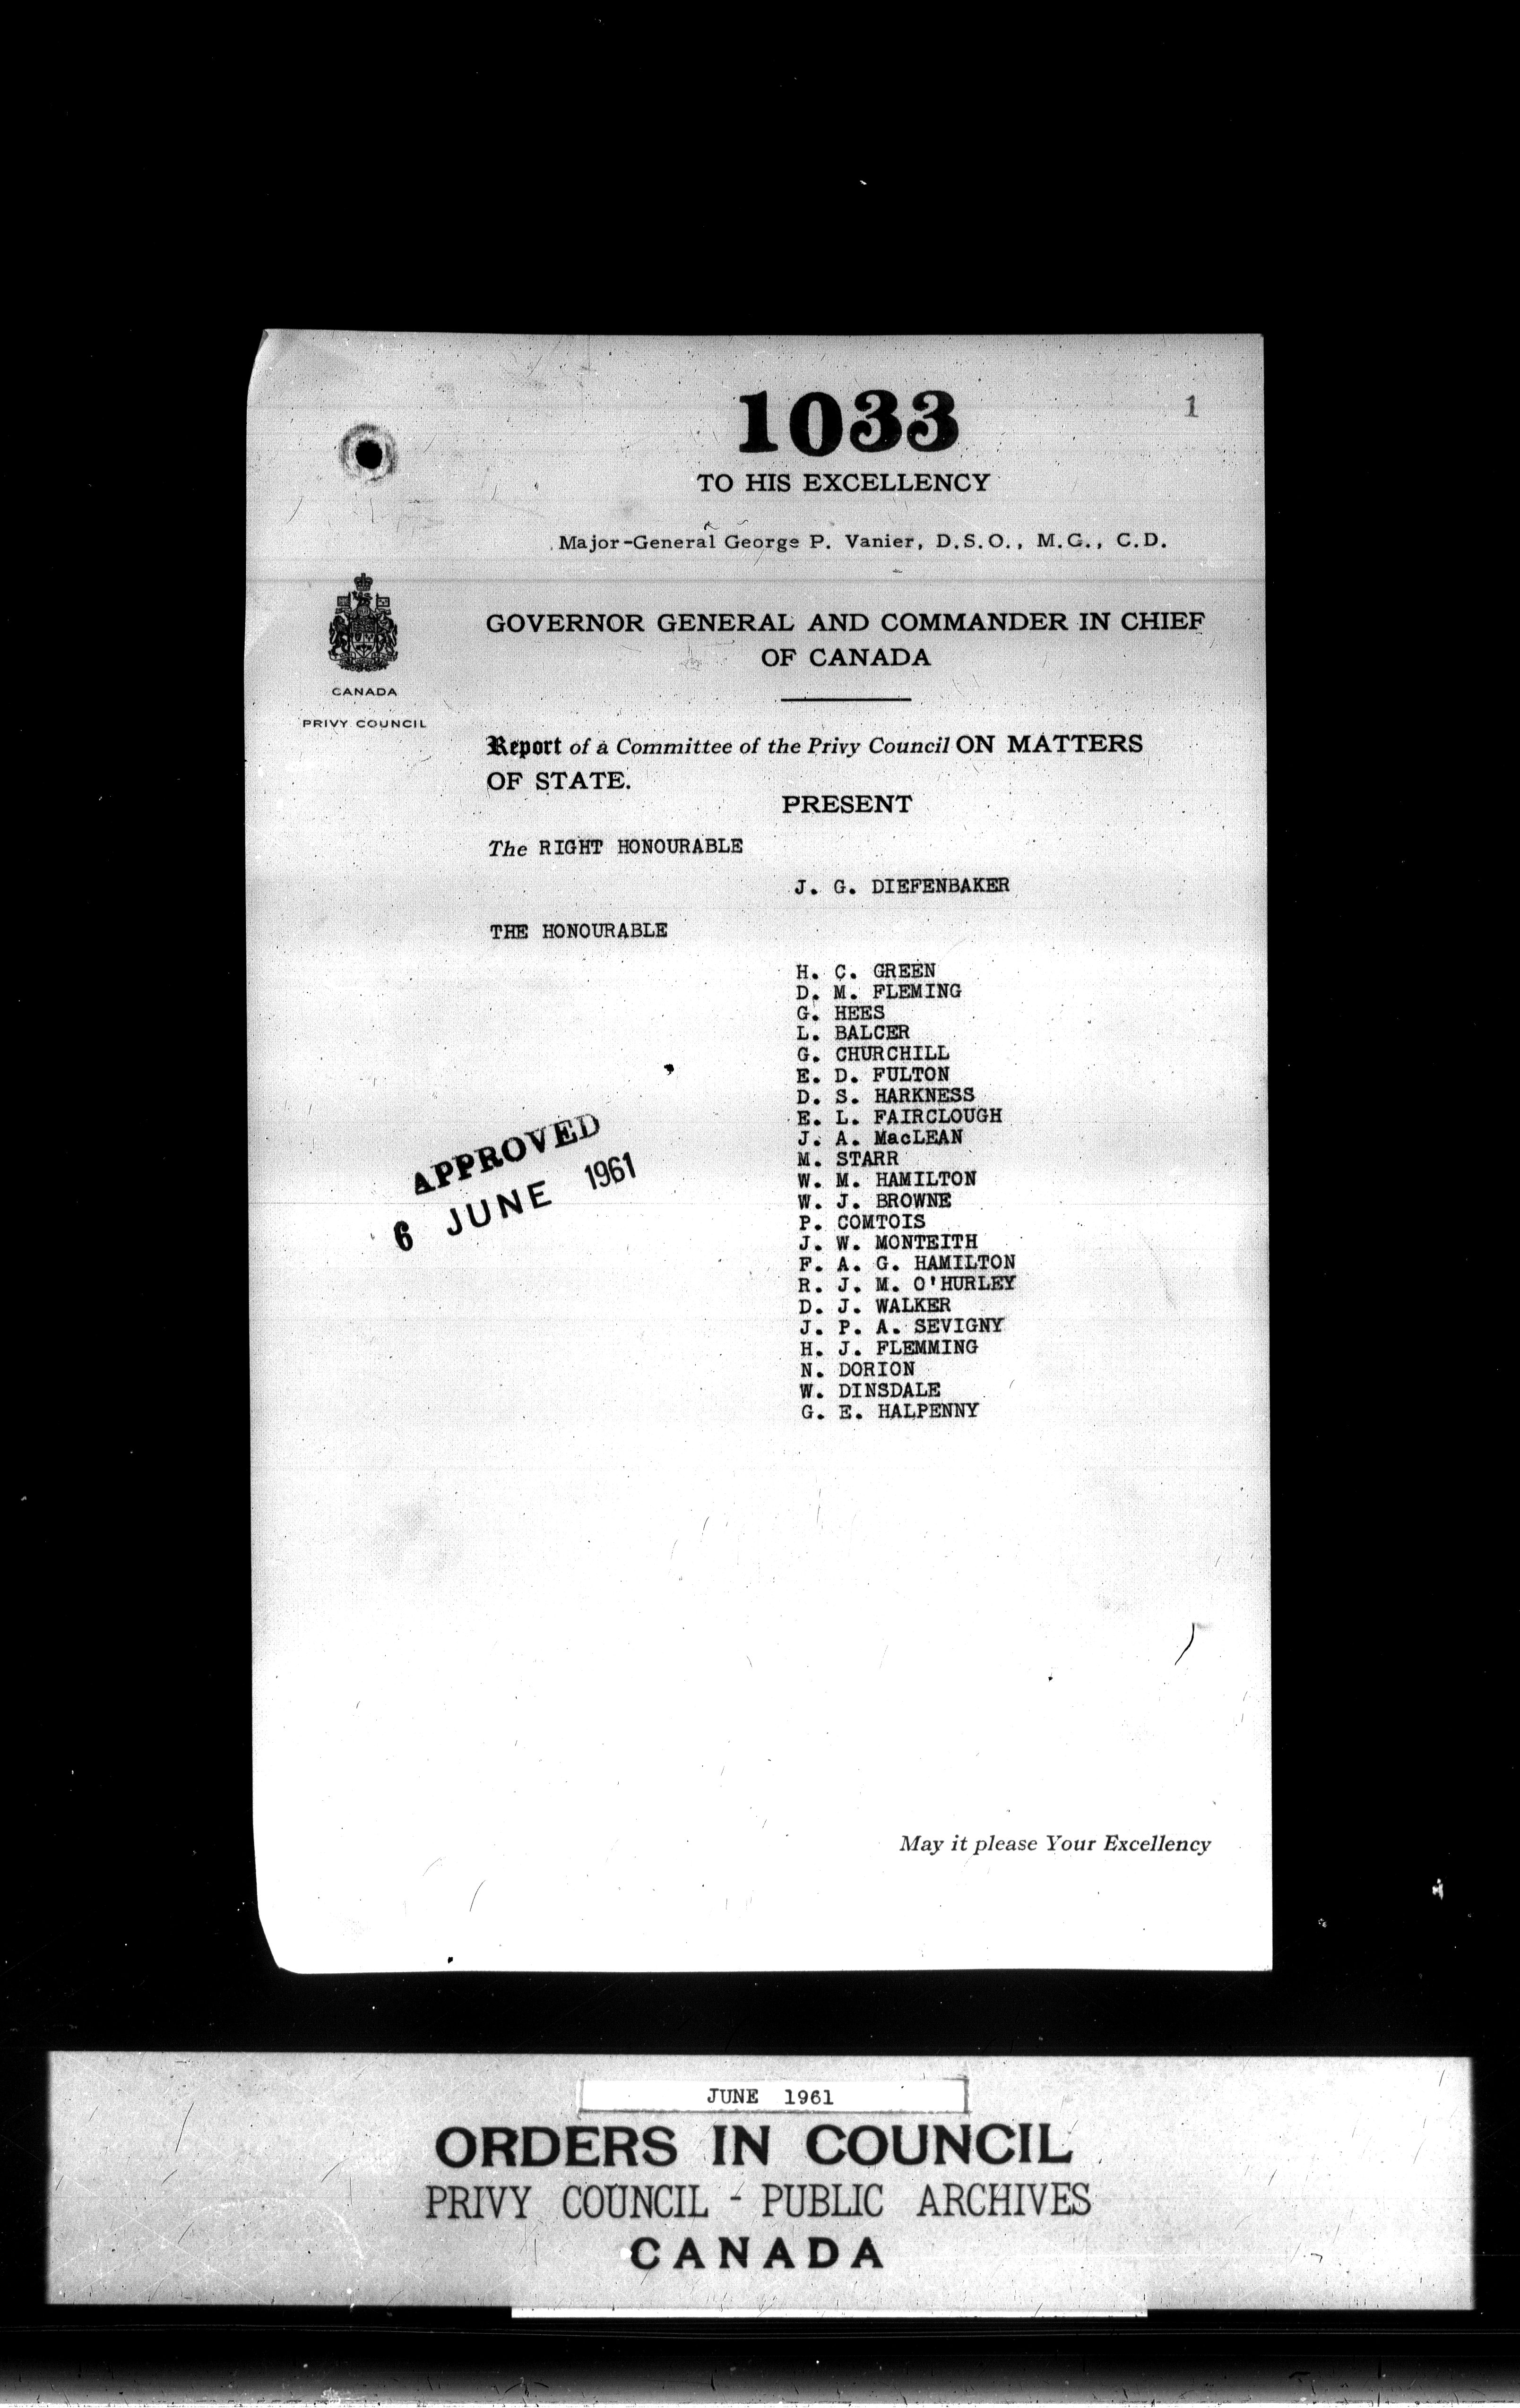 1033
1
TO HIS EXCELLENCY
Major-General George P. Vanier, D.S.O., M.C., C.D.
GOVERNOR GENERAL AND COMMANDER IN CHIEF
OF CANADA
CANADA
PRIVY COUNCIL
Report of a Committee of the Privy Council ON MATTERS
OF STATE.
PRESENT
The RIGHT HONOURABLE
J. G. DIEFENBAKER
THE HONOURABLE
H. C. GREEN
D. M. FLEMING
G. HEES
L. BALCER
G. CHURCHILL
E. D. FULTON
D. S. HARKNESS
E. L. FAIRCLOUGH
J. A. MacLEAN
M. STARR
W. M. HAMILTON
W. J. BROWNE
P. COMTOIS
J. W. MONTEITH
F. A. G. HAMILTON
R. J. M. O'HURLEY
D. J. WALKER
J. P. A. SEVIGNY
H. J. FLEMMING
N. DORION
W. DINSDALE
G. E. HALPENNY
APPROVED
6 JUNE 1961
May it please Your Excellency
JUNE 1961
ORDERS IN COUNCIL
PRIVY COUNCIL - PUBLIC ARCHIVES
CANADA